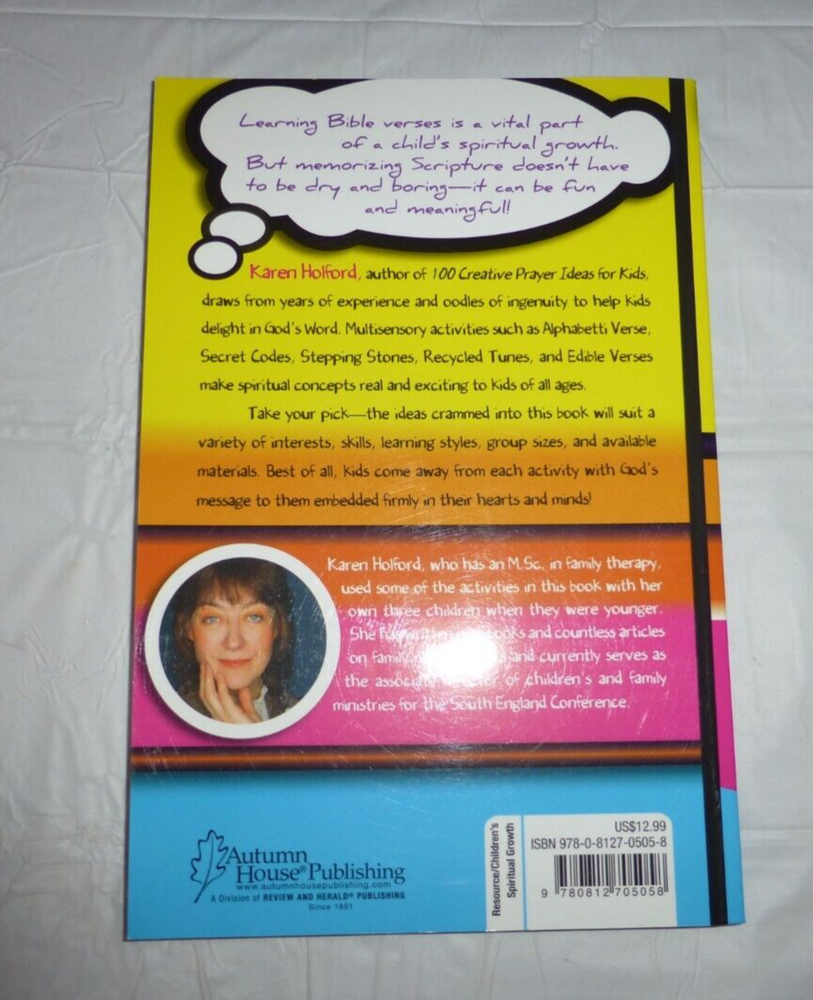 Learning Bible verses is a vital part
of a child's spiritual growth.
But memorizing Scripture doesn't have
to be dry and boring—it can be fun
and meaningful!
Karen Holford, author of 100 Creative Prayer Ideas for Kids,
draws from years of experience and oodles of ingenuity to help kids
delight in God's Word. Multisensory activities such as Alphabetti Verse,
Secret Codes, Stepping Stones, Recycled Tunes, and Edible Verses
make spiritual concepts real and exciting to kids of all ages.
Take your pick—the ideas crammed into this book will suit a
variety of interests, skills, learning styles, group sizes, and available
materials. Best of all, kids come away from each activity with God's
message to them embedded firmly in their hearts and minds!
Karen Holford, who has an M.Sc. in family therapy,
used some of the activities in this book with her
own three children when they were younger.
She has written and countless articles
on family and currently serves as
the associate director of children's and family
ministries for the South England Conference.
Autumn
House® Publishing
www.autumnhousepublishing.com
A Division of REVIEW AND HERALD® PUBLISHING
Since 1861
Resource/Children's
Spiritual Growth
US$12.99
ISBN 978-0-8127-0505-8
9 780812 705058